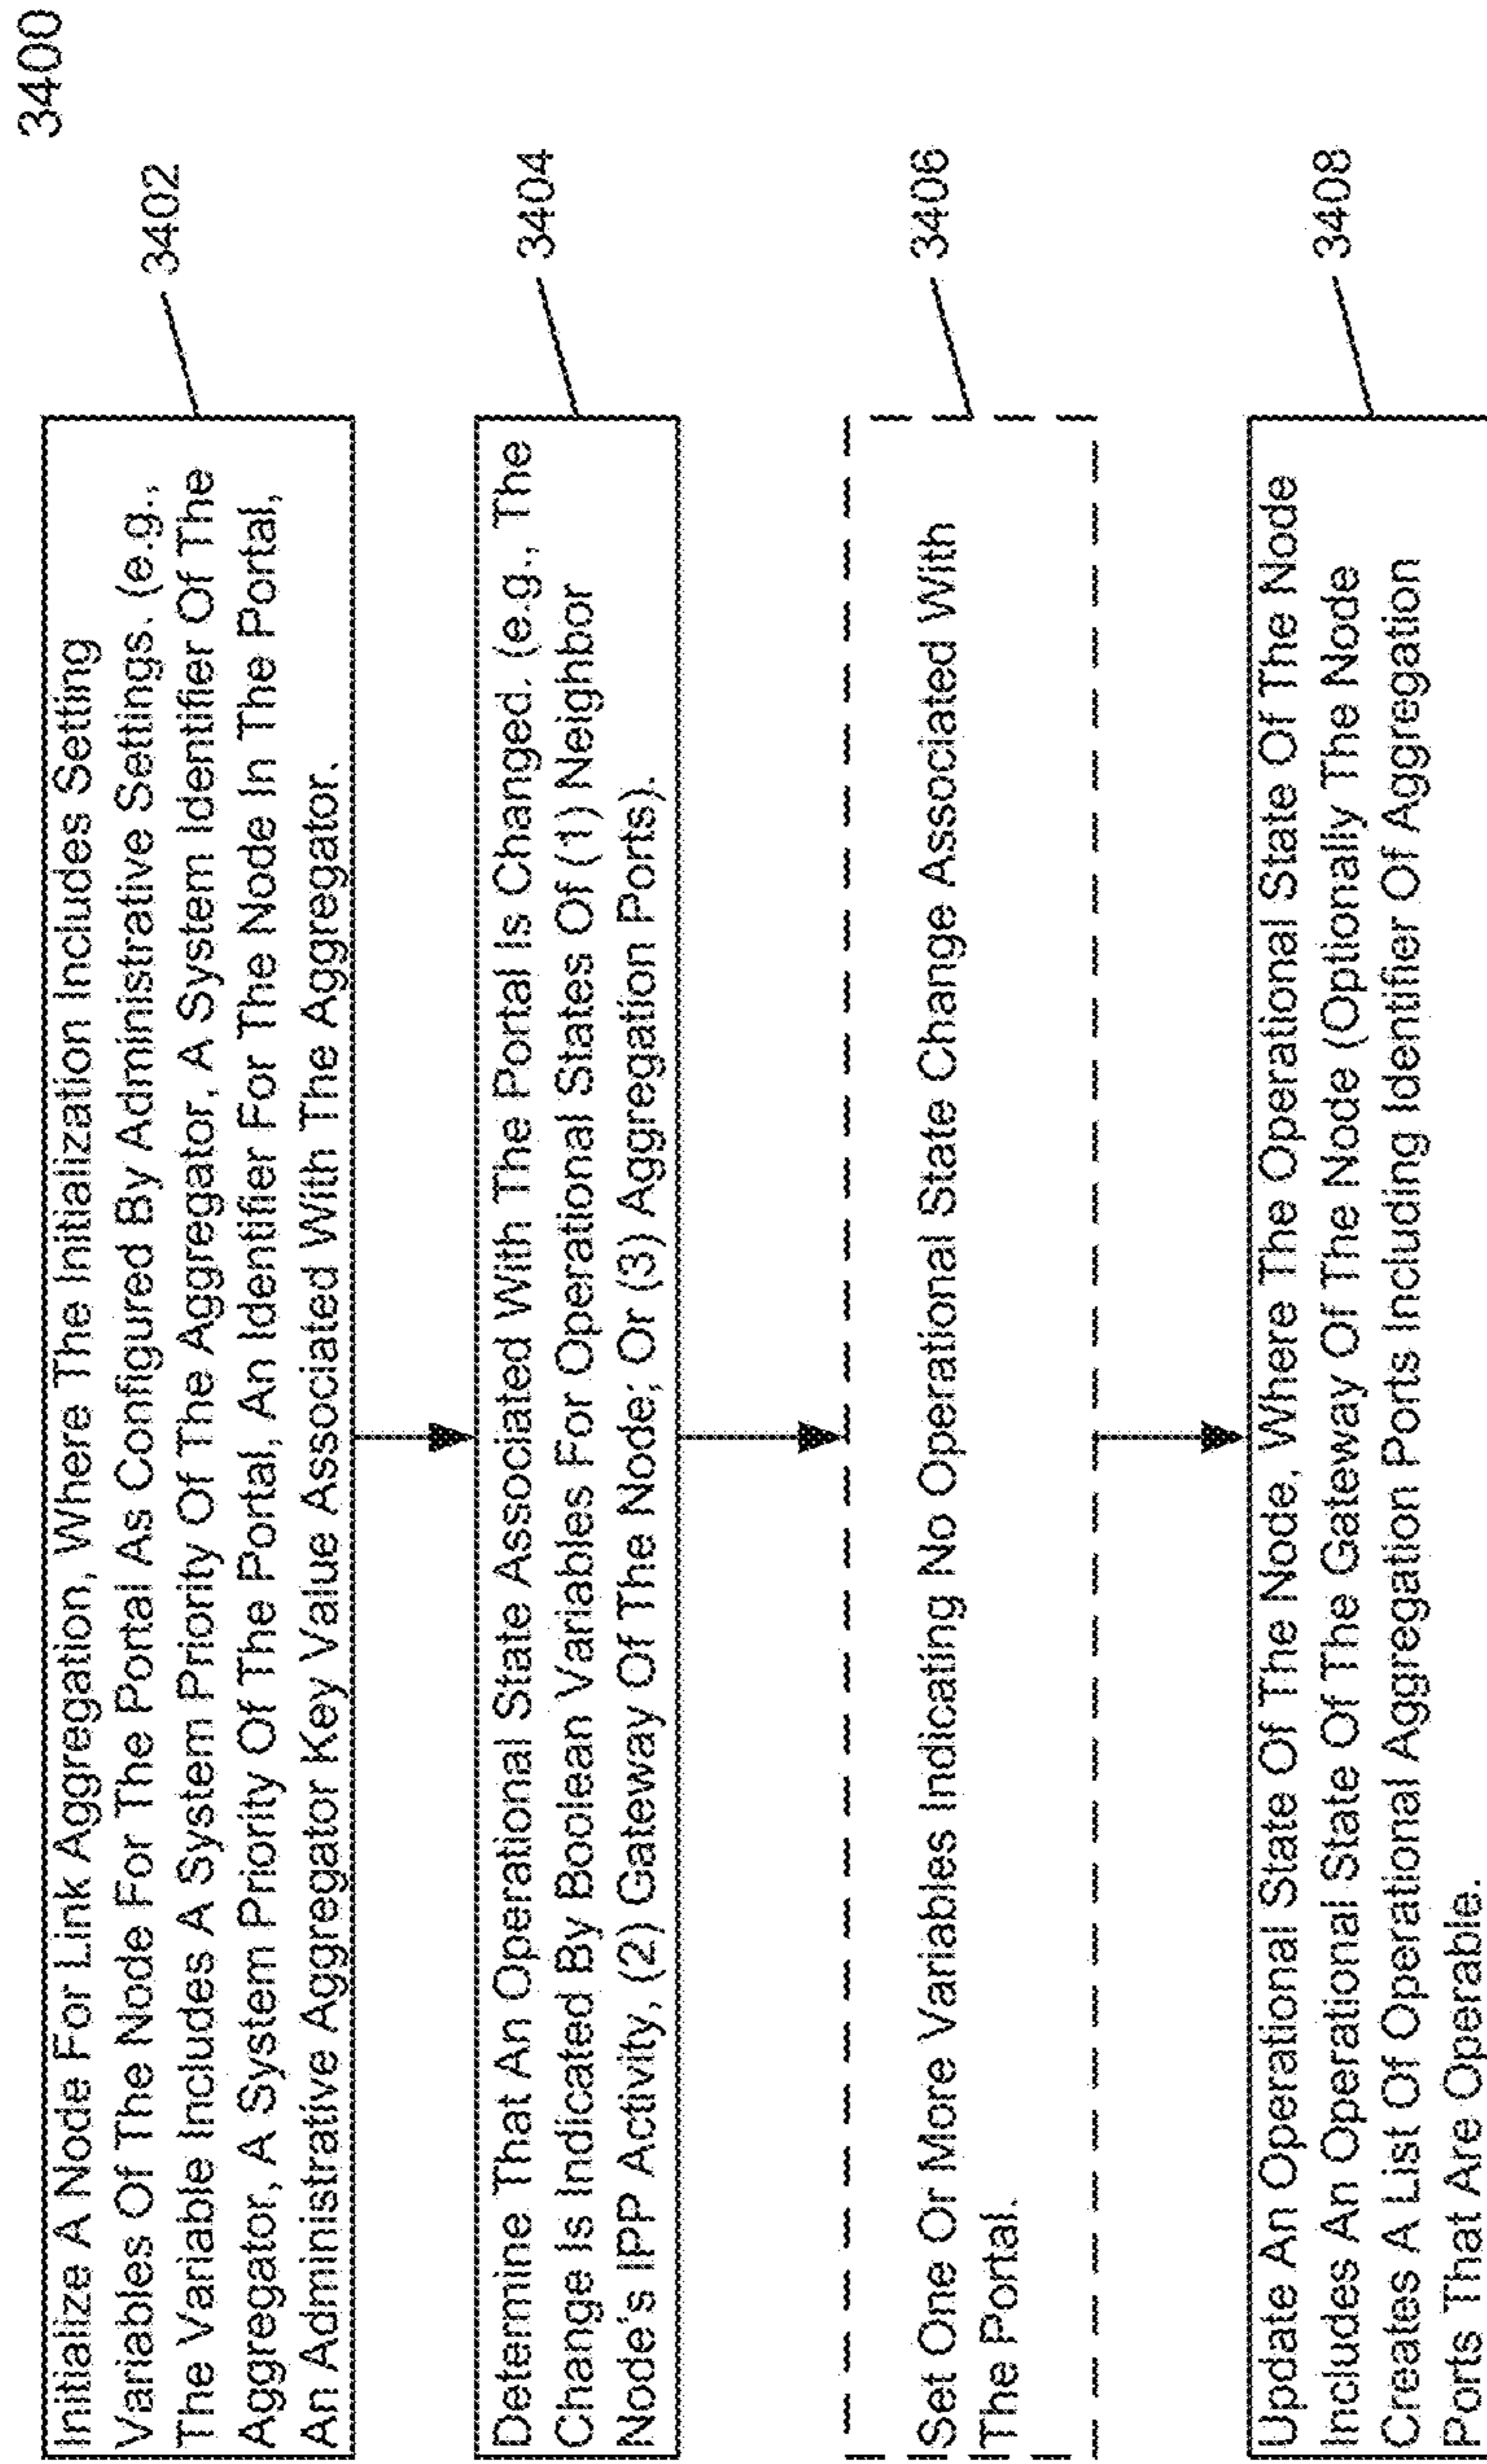 3400
Initialize A Node For Link Aggregation, Where The Initialization Includes Setting
Variables Of The Node For The Portal As Configured By Administrative Settings. (e.g.,
The Variable Includes A System Priority Of The Aggregator, A System Identifier Of The
Aggregator, A System Priority Of The Portal, An Identifier For The Node In The Portal,
An Administrative Aggregator Key Value Associated With The Aggregator.
3402
Determine That An Operational State Associated With The Portal Is Changed. (e.g., The
Change Is Indicated By Boolean Variables For Operational States Of (1) Neighbor
Node's IPP Activity, (2) Gateway Of The Node; Or (3) Aggregation Ports).
3404
Set One Or More Variables Indicating No Operational State Change Associated With
The Portal.
3406
Update An Operational State Of The Node, Where The Operational State Of The Node
Includes An Operational State Of The Gateway Of The Node (Optionally The Node
Creates A List Of Operational Aggregation Ports Including Identifier Of Aggregation
Ports That Are Operable.
3408